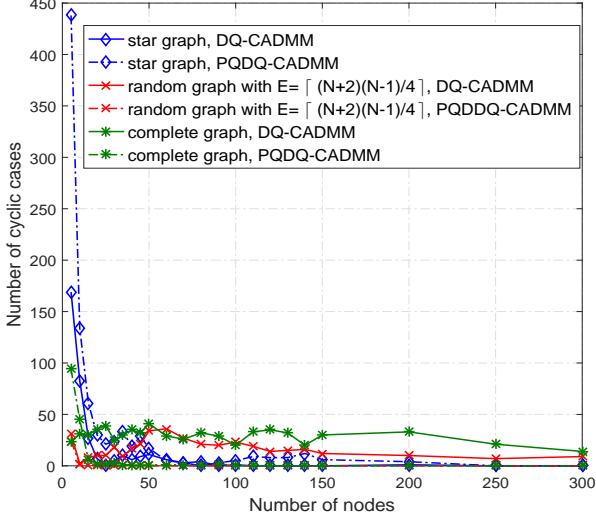 450
400
350
300
250
200
150
100
50
0
Number of cyclic cases
star graph, DQ-CADMM
star graph, PQDQ-CADMM
random graph with E= ⌈ (N+2)(N-1)/4⌉, DQ-CADMM
random graph with E= ⌈ (N+2)(N-1)/4⌉, PQDDQ-CADMM
complete graph, DQ-CADMM
complete graph, PQDQ-CADMM
0 50 100 150 200 250 300
Number of nodes